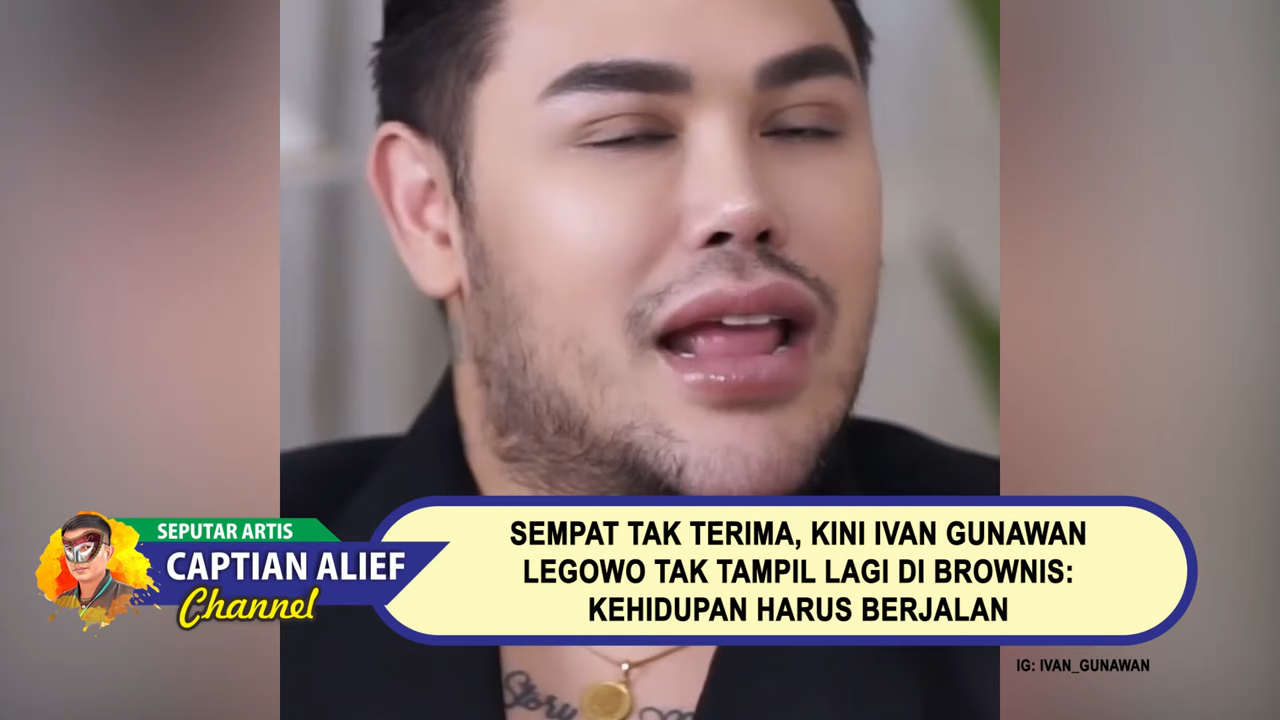 SEPUTAR ARTIS
CAPTIAN ALIEF
Channel
SEMPAT TAK TERIMA, KINI IVAN GUNAWAN
LEGOWO TAK TAMPIL LAGI DI BROWNIS:
KEHIDUPAN HARUS BERJALAN
IG: IVAN_GUNAWAN
Story